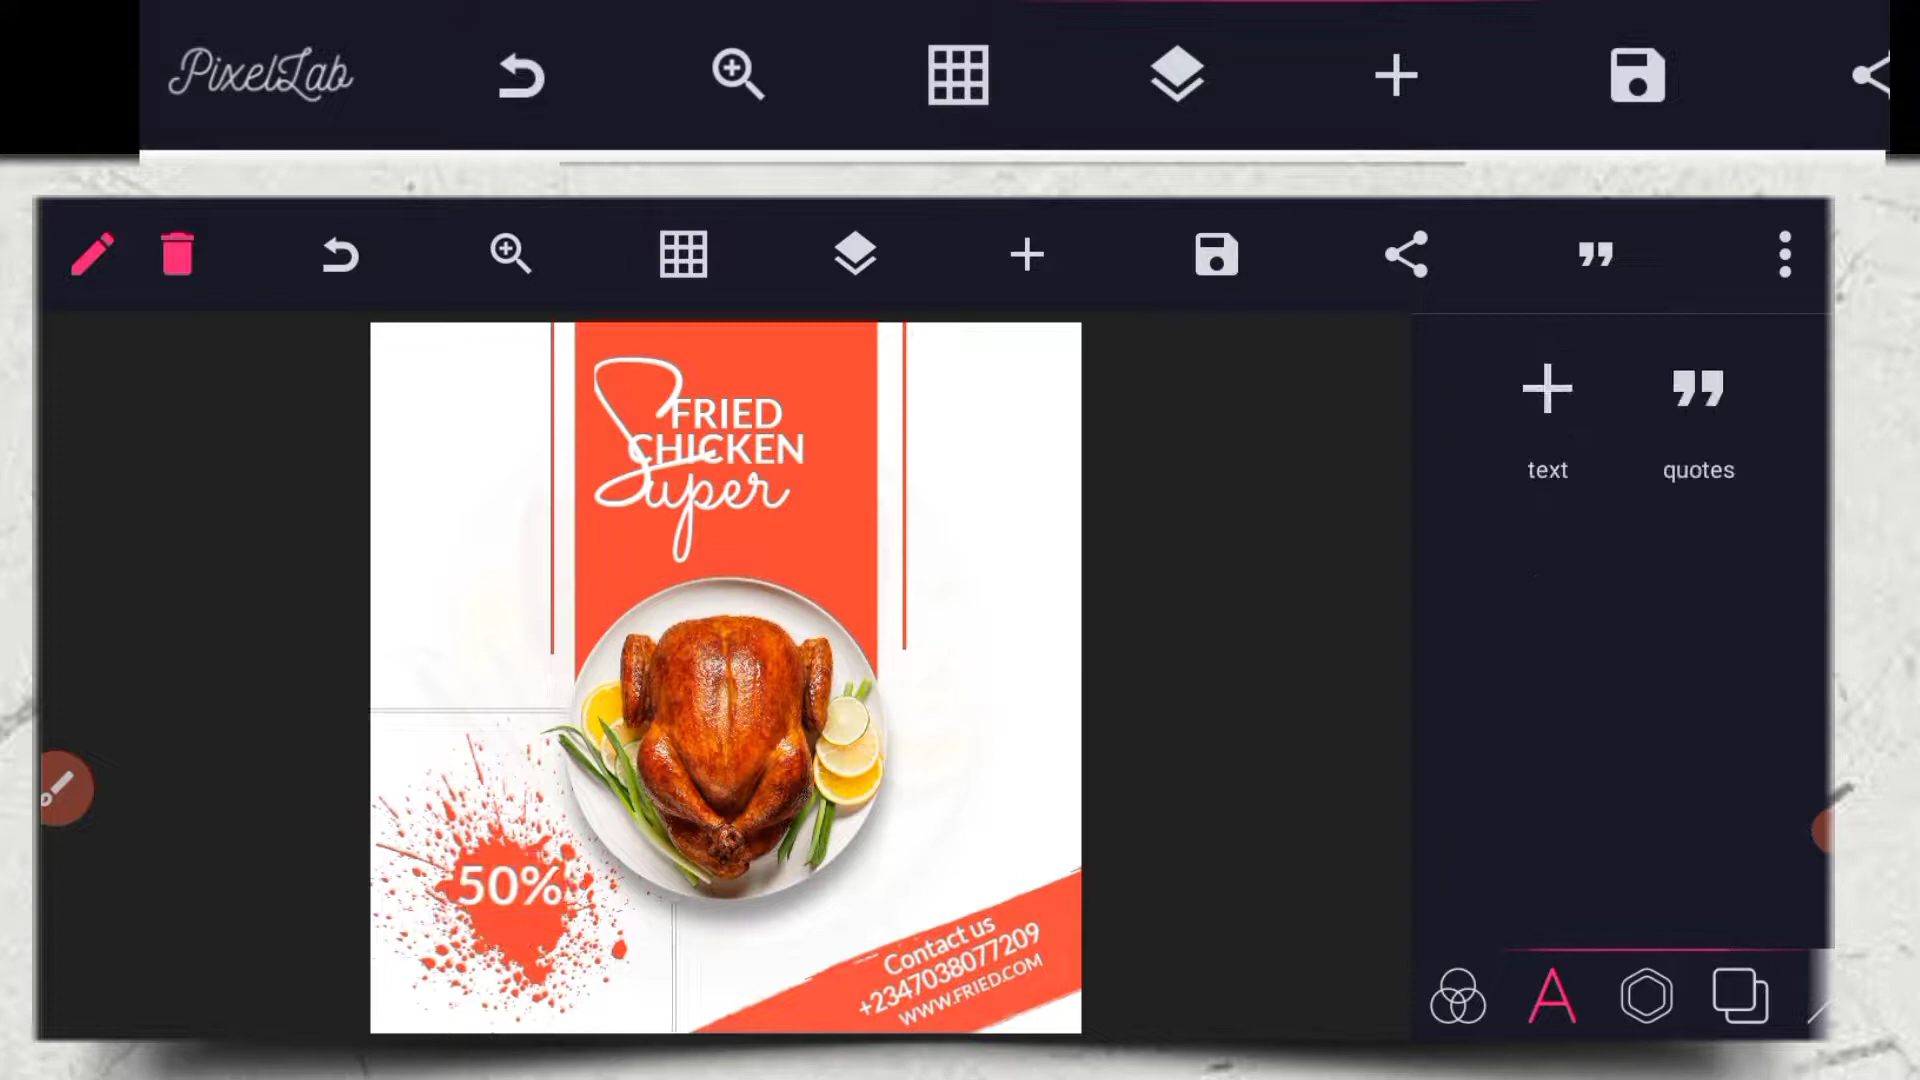 PixelLab
FRIED
CHICKEN
Super
text
quotes
50%
Contact us
+2347038077209
WWW.FRIED.COM